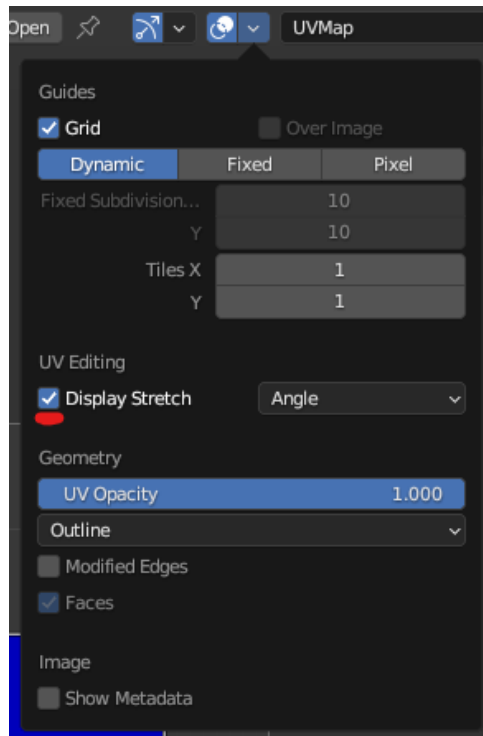 Open UVMap
Guides
Grid Over Image
Dynamic Fixed Pixel
Fixed Subdivision... 10
Y 10
Tiles X 1
Y 1
UV Editing
Display Stretch Angle
Geometry
UV Opacity 1.000
Outline
Modified Edges
Faces
Image
Show Metadata